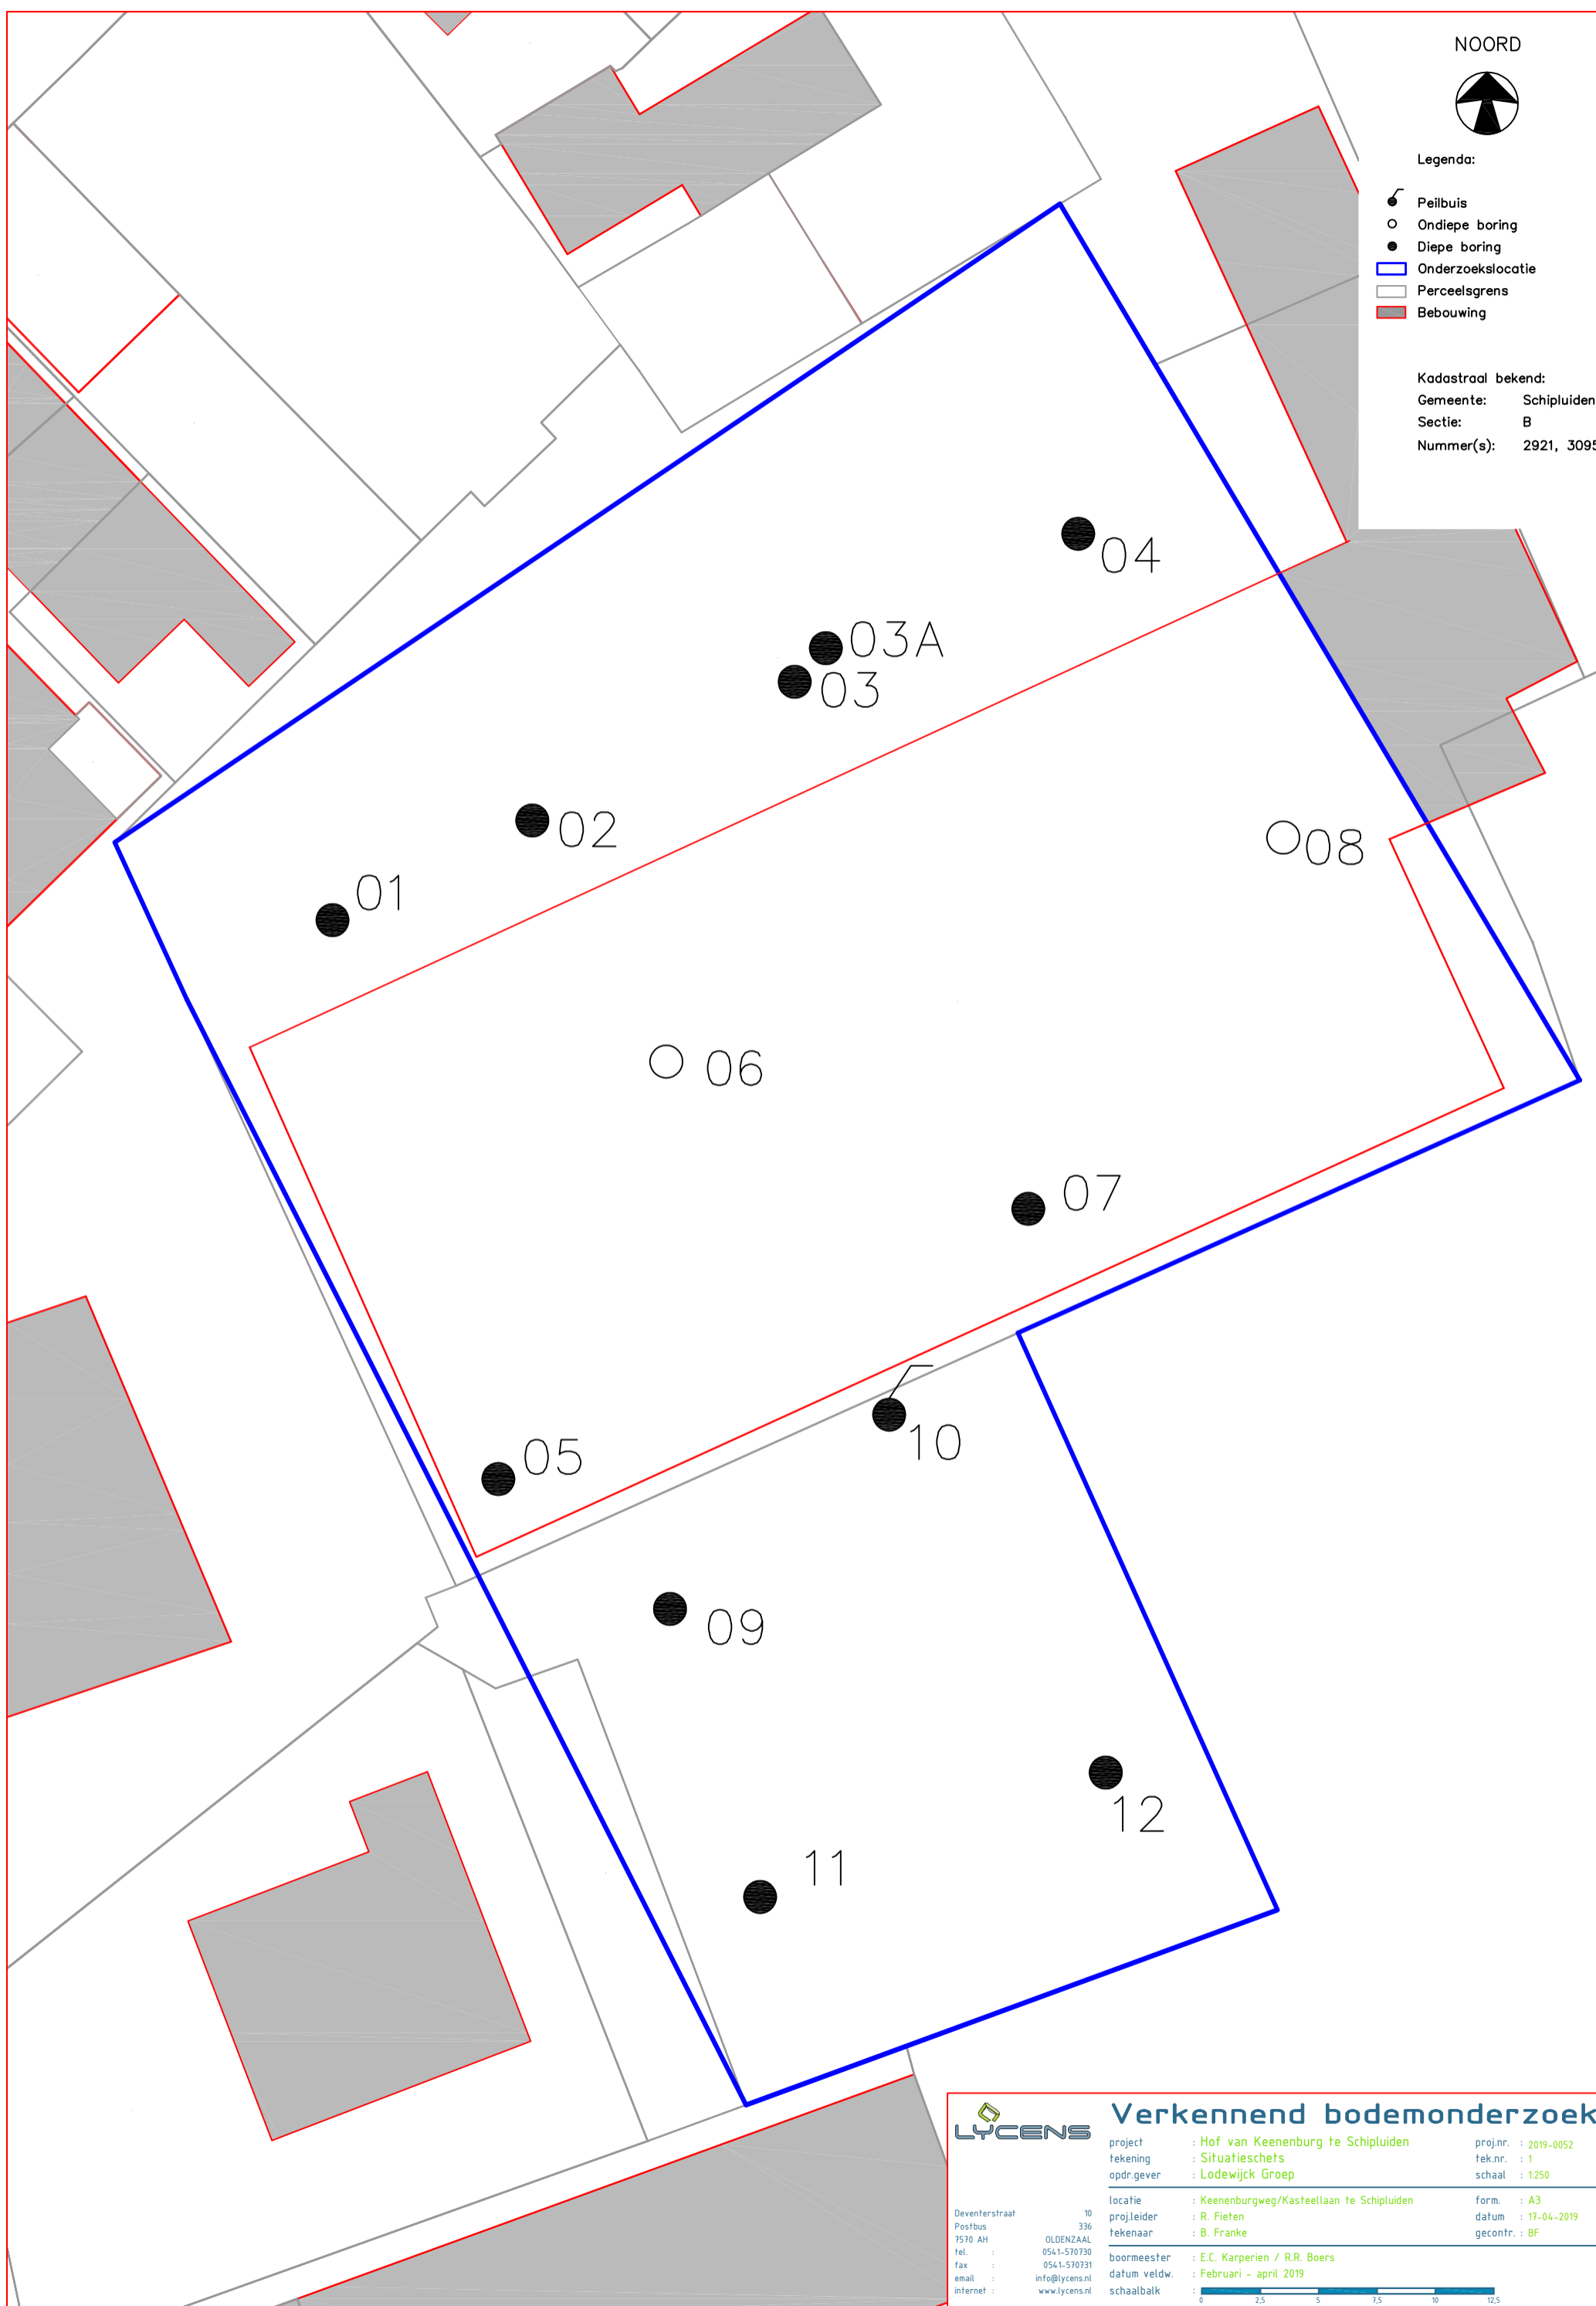 NOORD
Legenda:
Peilbuis
Ondiepe boring
Diepe boring
Onderzoekslocatie
Perceelsgrens
Bebouwing
Kadastraal bekend:
Gemeente: Schipluiden
Sectie: B
Nummer(s): 2921, 3095
04
03A
03
02
08
01
06
07
10
05
09
12
11
LYCENS
Verkennend bodemonderzoek
project : Hof van Keenenburg te Schipluiden proj.nr. : 2019-0052
tekening : Situatieschets tek.nr. : 1
opdr.gever : Lodewijck Groep schaal : 1:250
locatie : Keenenburgweg/Kasteellaan te Schipluiden form. : A3
proj.leider : R. Fieten datum : 17-04-2019
tekenaar : B. Franke gecontr. : BF
boormeester : E.C. Karperien / R.R. Boers
datum veldw. : Februari - april 2019
schaalbalk :
0 2,5 5 7,5 10 12,5
Deventerstraat 10
Postbus 336
7570 AH OLDENZAAL
tel. : 0541-570730
fax : 0541-570731
email : info@lycens.nl
internet : www.lycens.nl